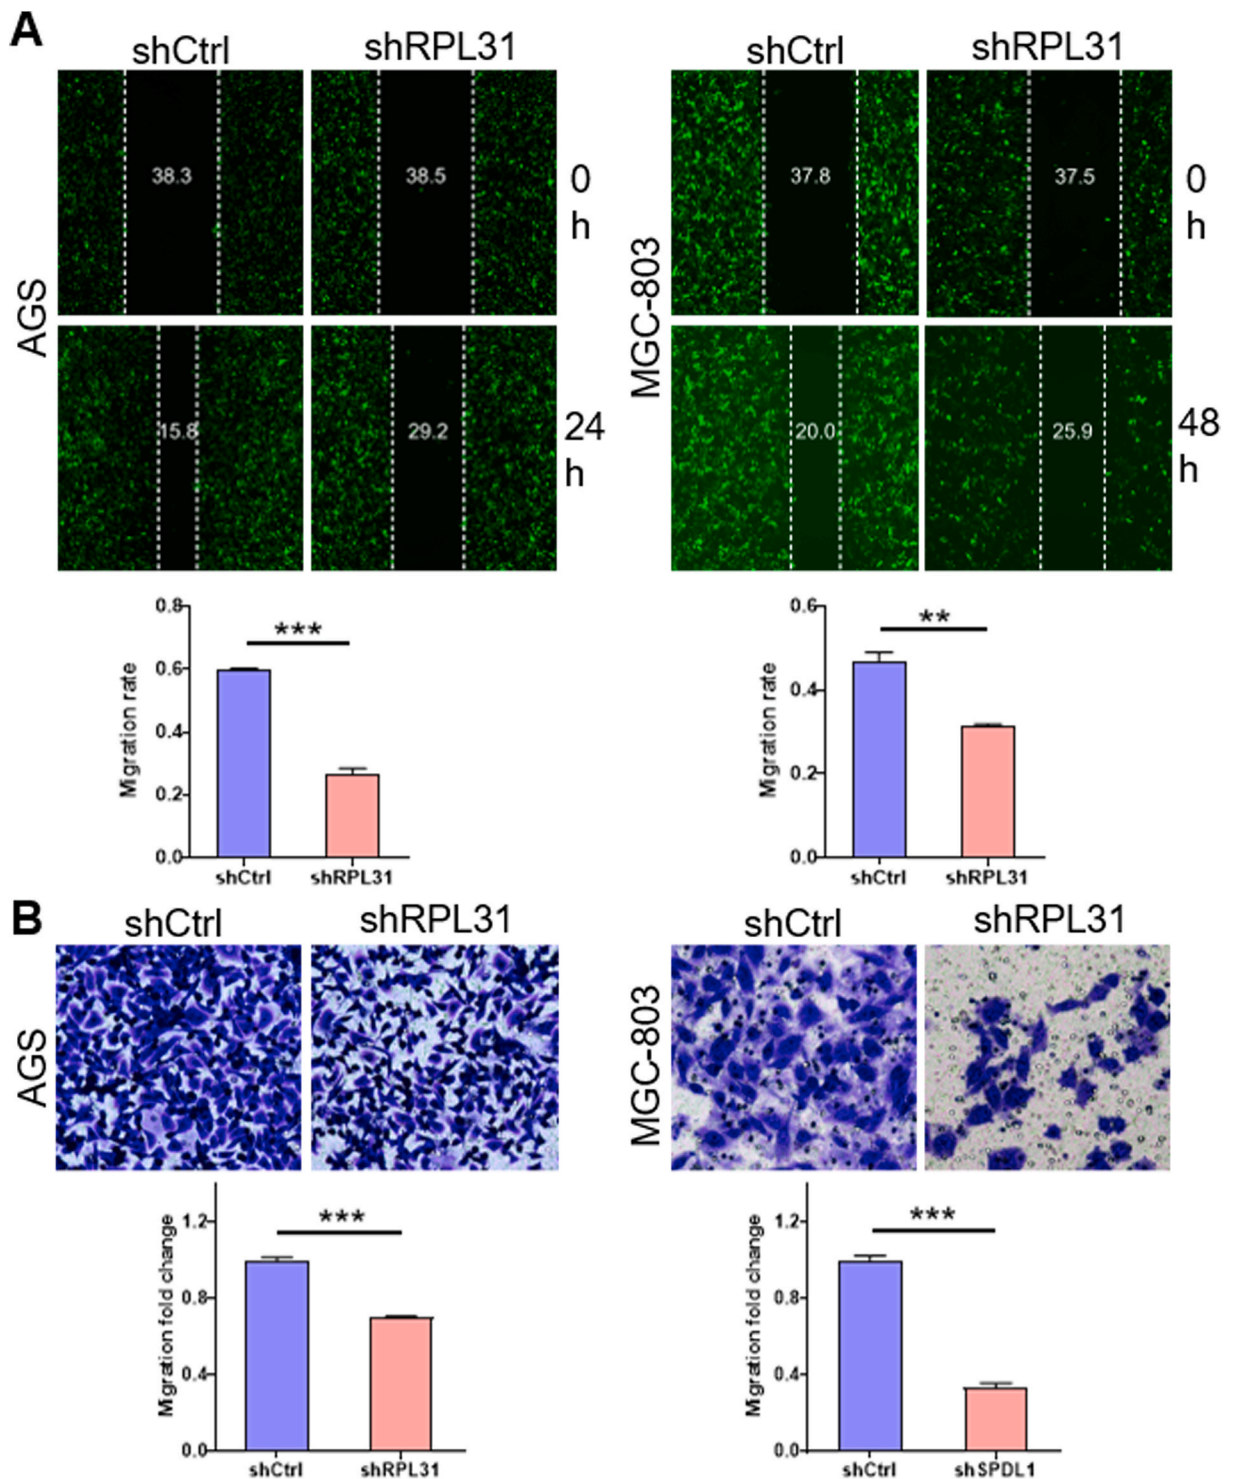 A
shCtrl shRPL31 shCtrl shRPL31
38.3 38.5 0 h 37.8 37.5 0 h
AGS MGC-803
15.8 29.2 24 h 20.0 25.9 48 h
0.8
0.6
0.4
0.2
0.0
Migration rate
***
shCtrl shRPL31
0.6
0.4
0.2
0.0
Migration rate
**
shCtrl shRPL31
B
shCtrl shRPL31 shCtrl shRPL31
AGS MGC-803
1.2
0.8
0.4
0.0
Migration fold change
***
shCtrl shRPL31
1.2
0.8
0.4
0.0
Migration fold change
***
shCtrl shSPDL1